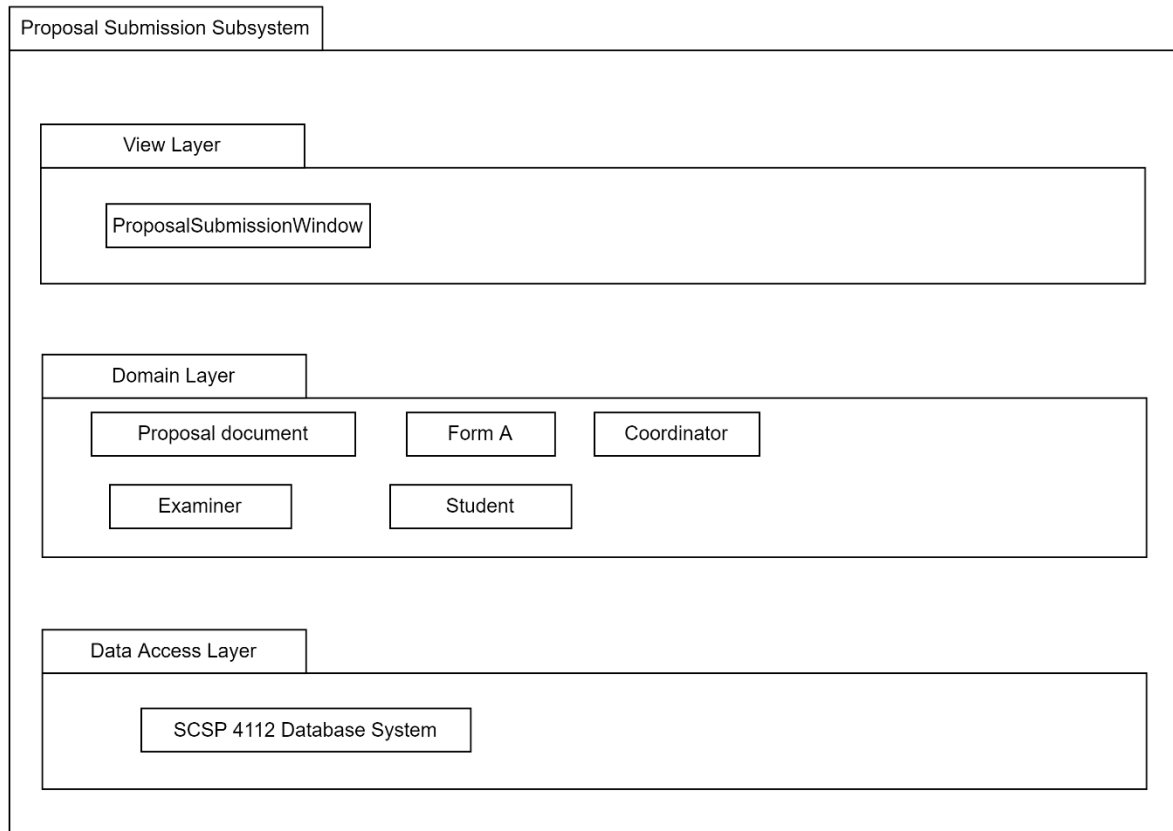 Proposal Submission Subsystem
View Layer
ProposalSubmissionWindow
Domain Layer
Proposal document
Form A
Coordinator
Examiner
Student
Data Access Layer
SCSP 4112 Database System